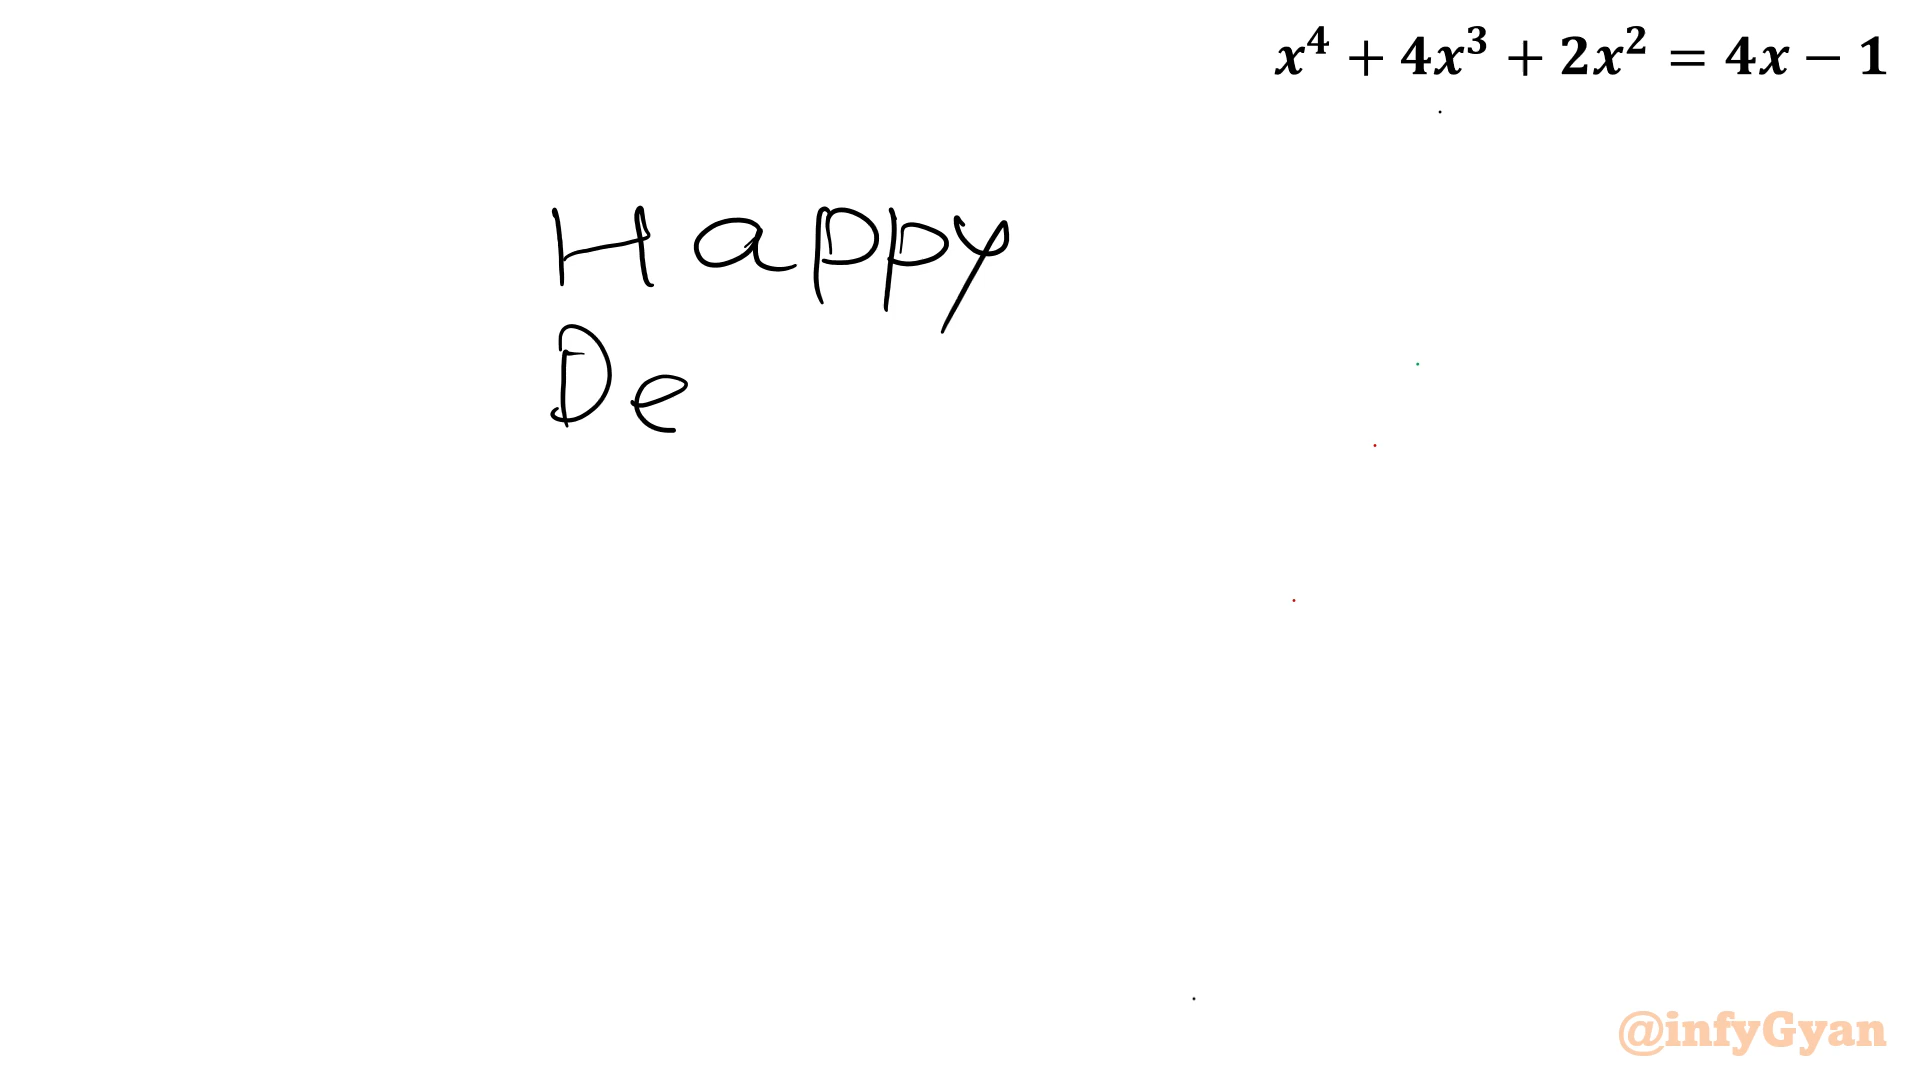 x⁴ + 4x³ + 2x² = 4x − 1
Happy
De
@infyGyan